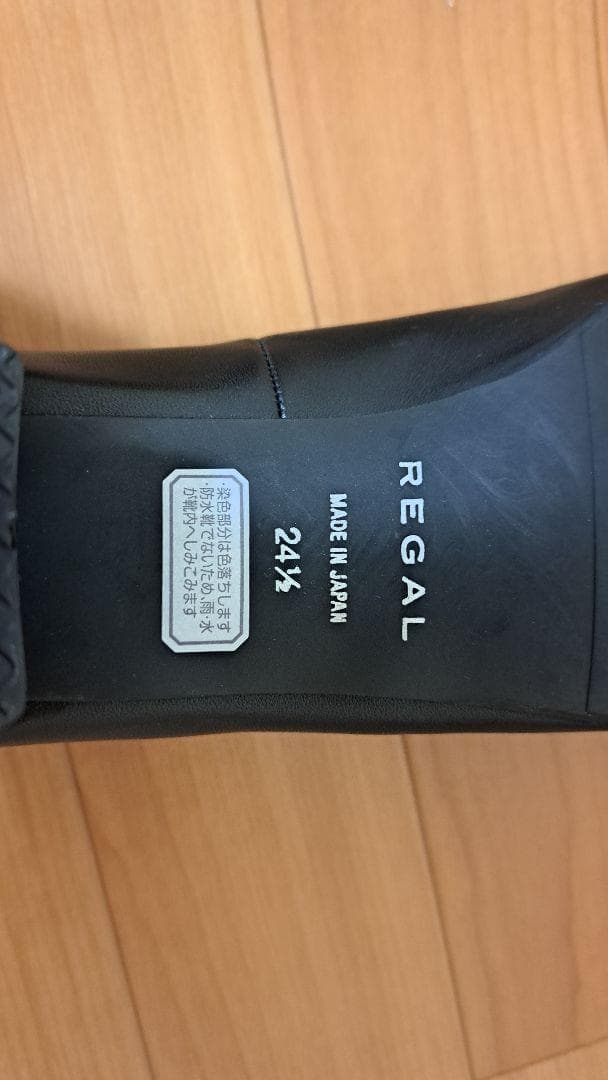 REGAL
MADE IN JAPAN
24½
・染色部分は色落ちします
・防水靴でないため、雨・水
が靴内へしみこみます